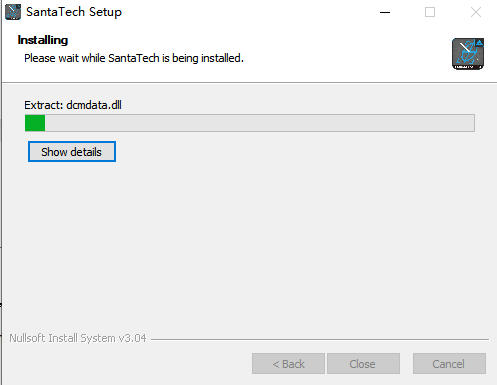 SantaTech Setup
Installing
Please wait while SantaTech is being installed.
Extract: dcmdata.dll
Show details
Nullsoft Install System v3.04
< Back
Close
Cancel